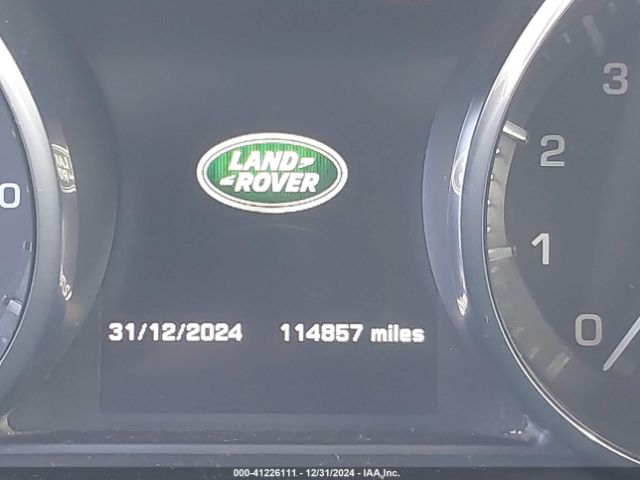 3
2
1
0
0
LAND
ROVER
31/12/2024 114857 miles
000-41226111 - 12/31/2024 - IAA,Inc.